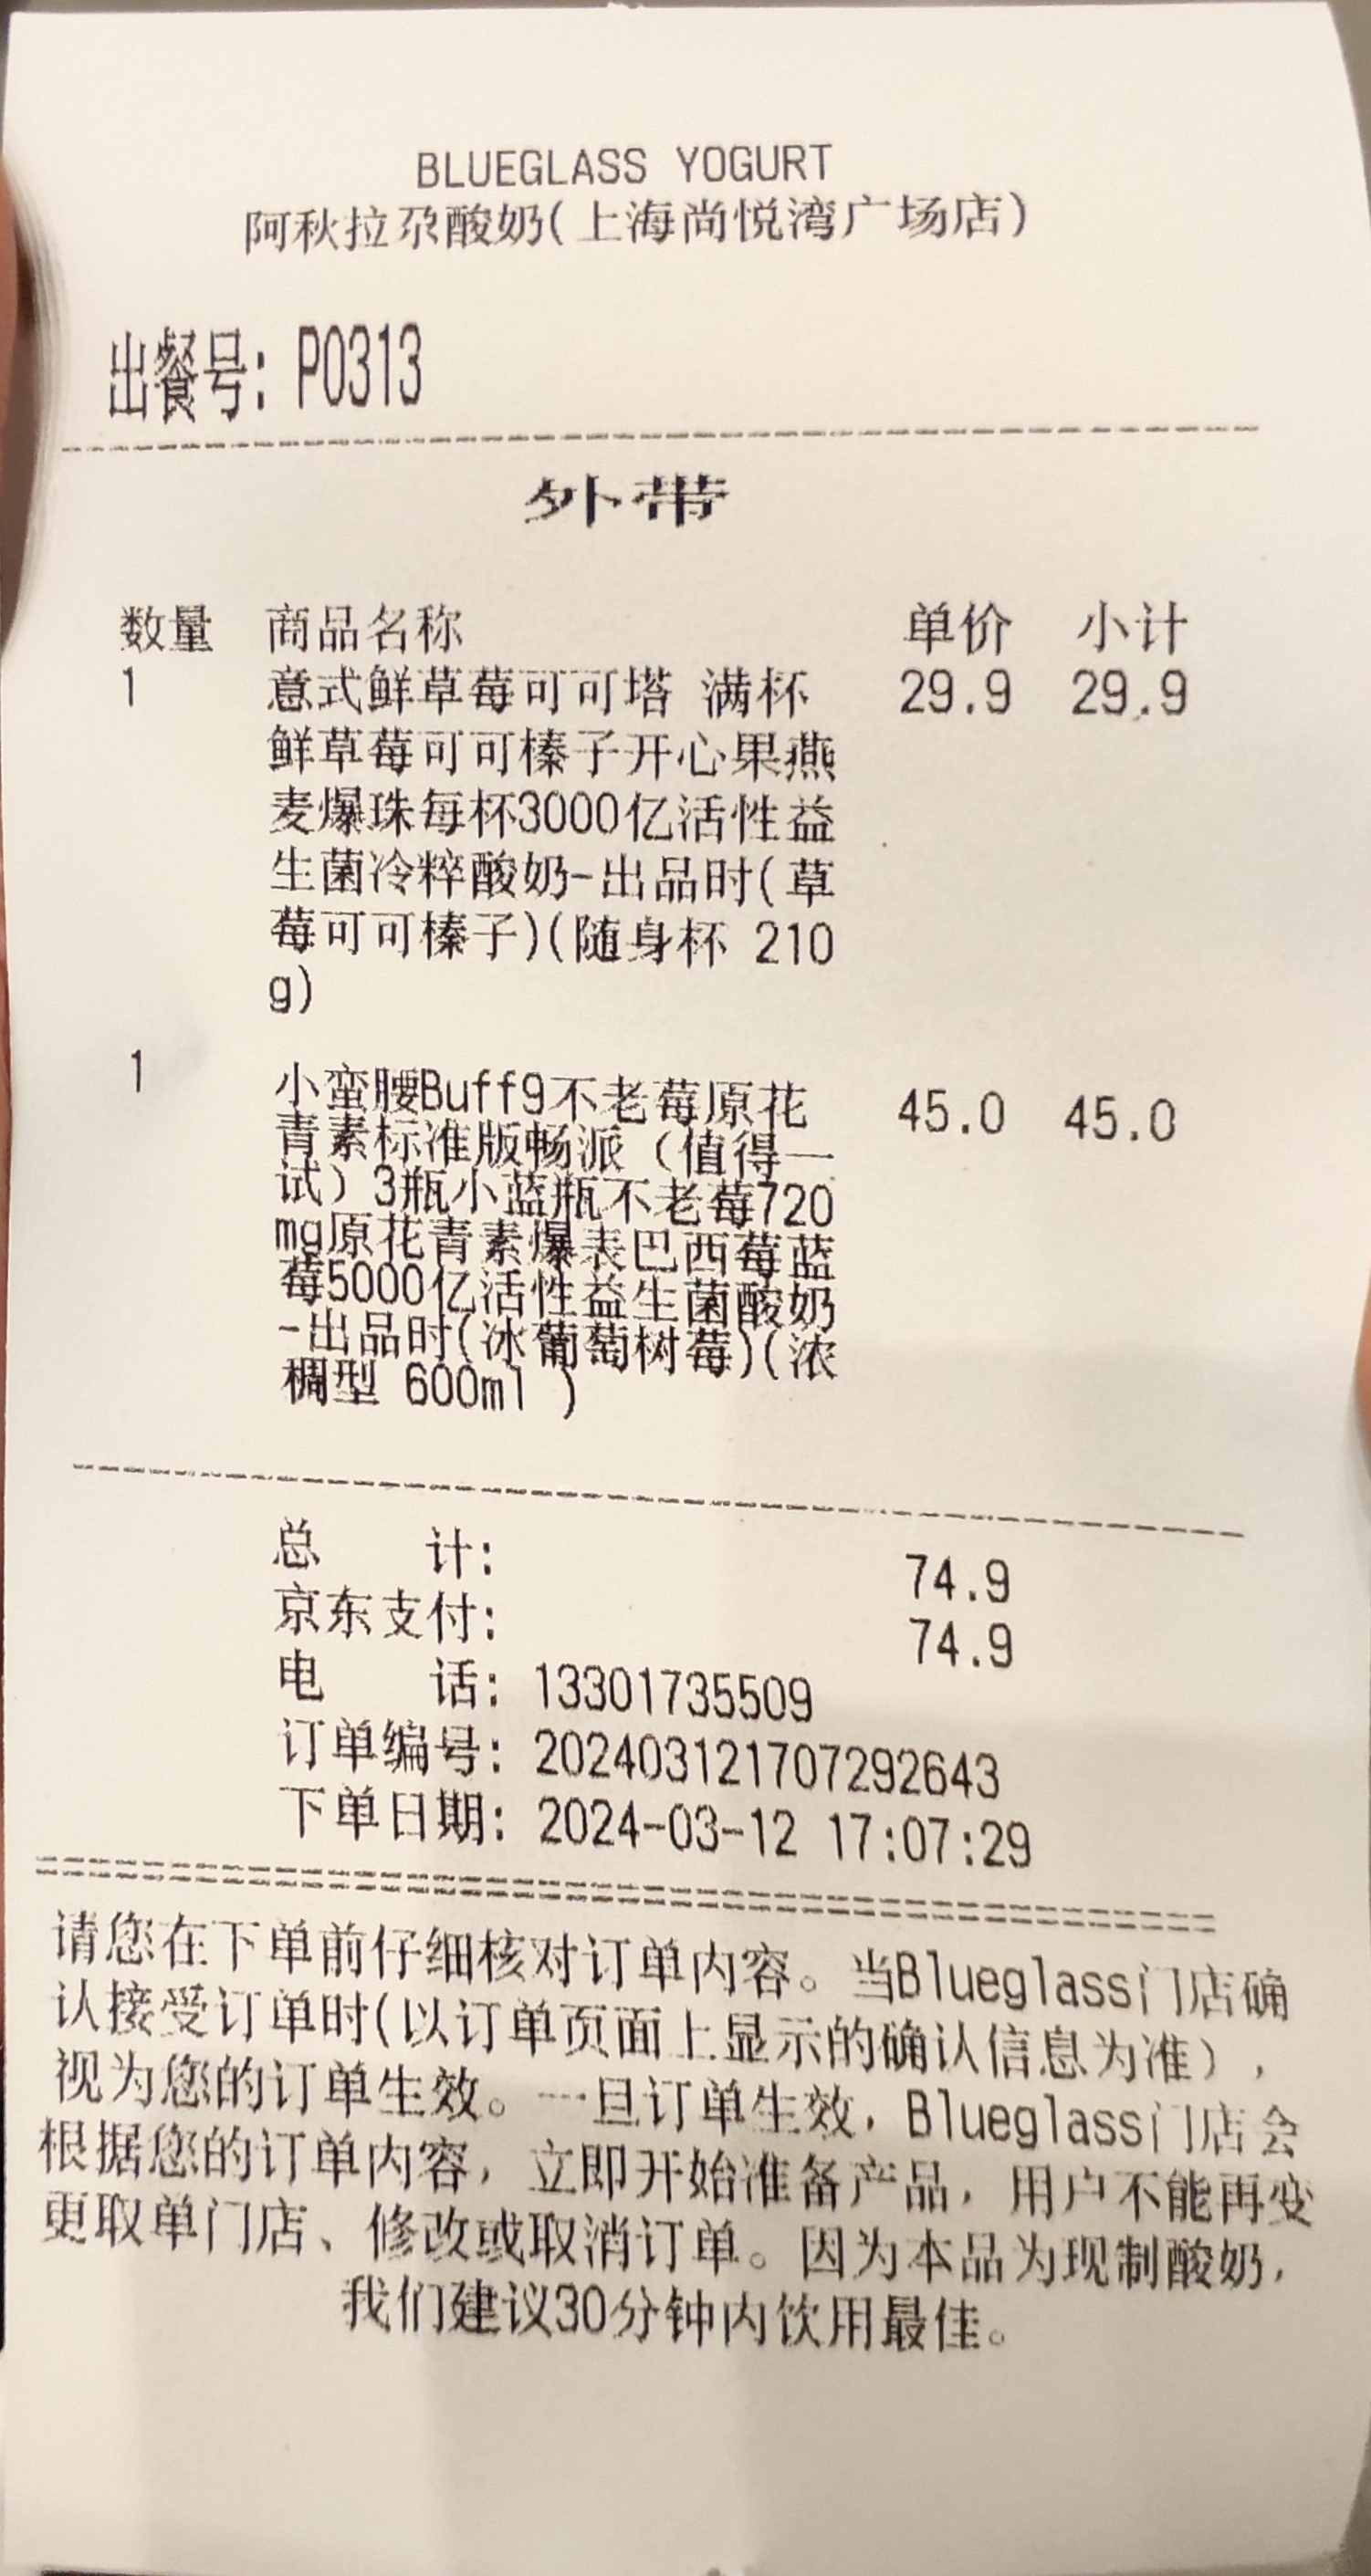 BLUEGLASS YOGURT
阿秋拉尕酸奶(上海尚悦湾广场店)
出餐号: P0313
外带
数量 商品名称 单价 小计
1 意式鲜草莓可可塔 满杯 29.9 29.9
鲜草莓可可榛子开心果燕
麦爆珠每杯3000亿活性益
生菌冷粹酸奶-出品时(草
莓可可榛子)(随身杯 210
g)
1 小蛮腰Buff9不老莓原花 45.0 45.0
青素标准版畅派（值得一
试）3瓶小蓝瓶不老莓720
mg原花青素爆表巴西莓蓝
莓5000亿活性益生菌酸奶
-出品时(冰葡萄树莓)(浓
稠型 600ml )
总 计: 74.9
京东支付: 74.9
电 话: 13301735509
订单编号: 202403121707292643
下单日期: 2024-03-12 17:07:29
请您在下单前仔细核对订单内容。当Blueglass门店确
认接受订单时(以订单页面上显示的确认信息为准),
视为您的订单生效。一旦订单生效, Blueglass门店会
根据您的订单内容, 立即开始准备产品, 用户不能再变
更取单门店、修改或取消订单。因为本品为现制酸奶,
我们建议30分钟内饮用最佳。